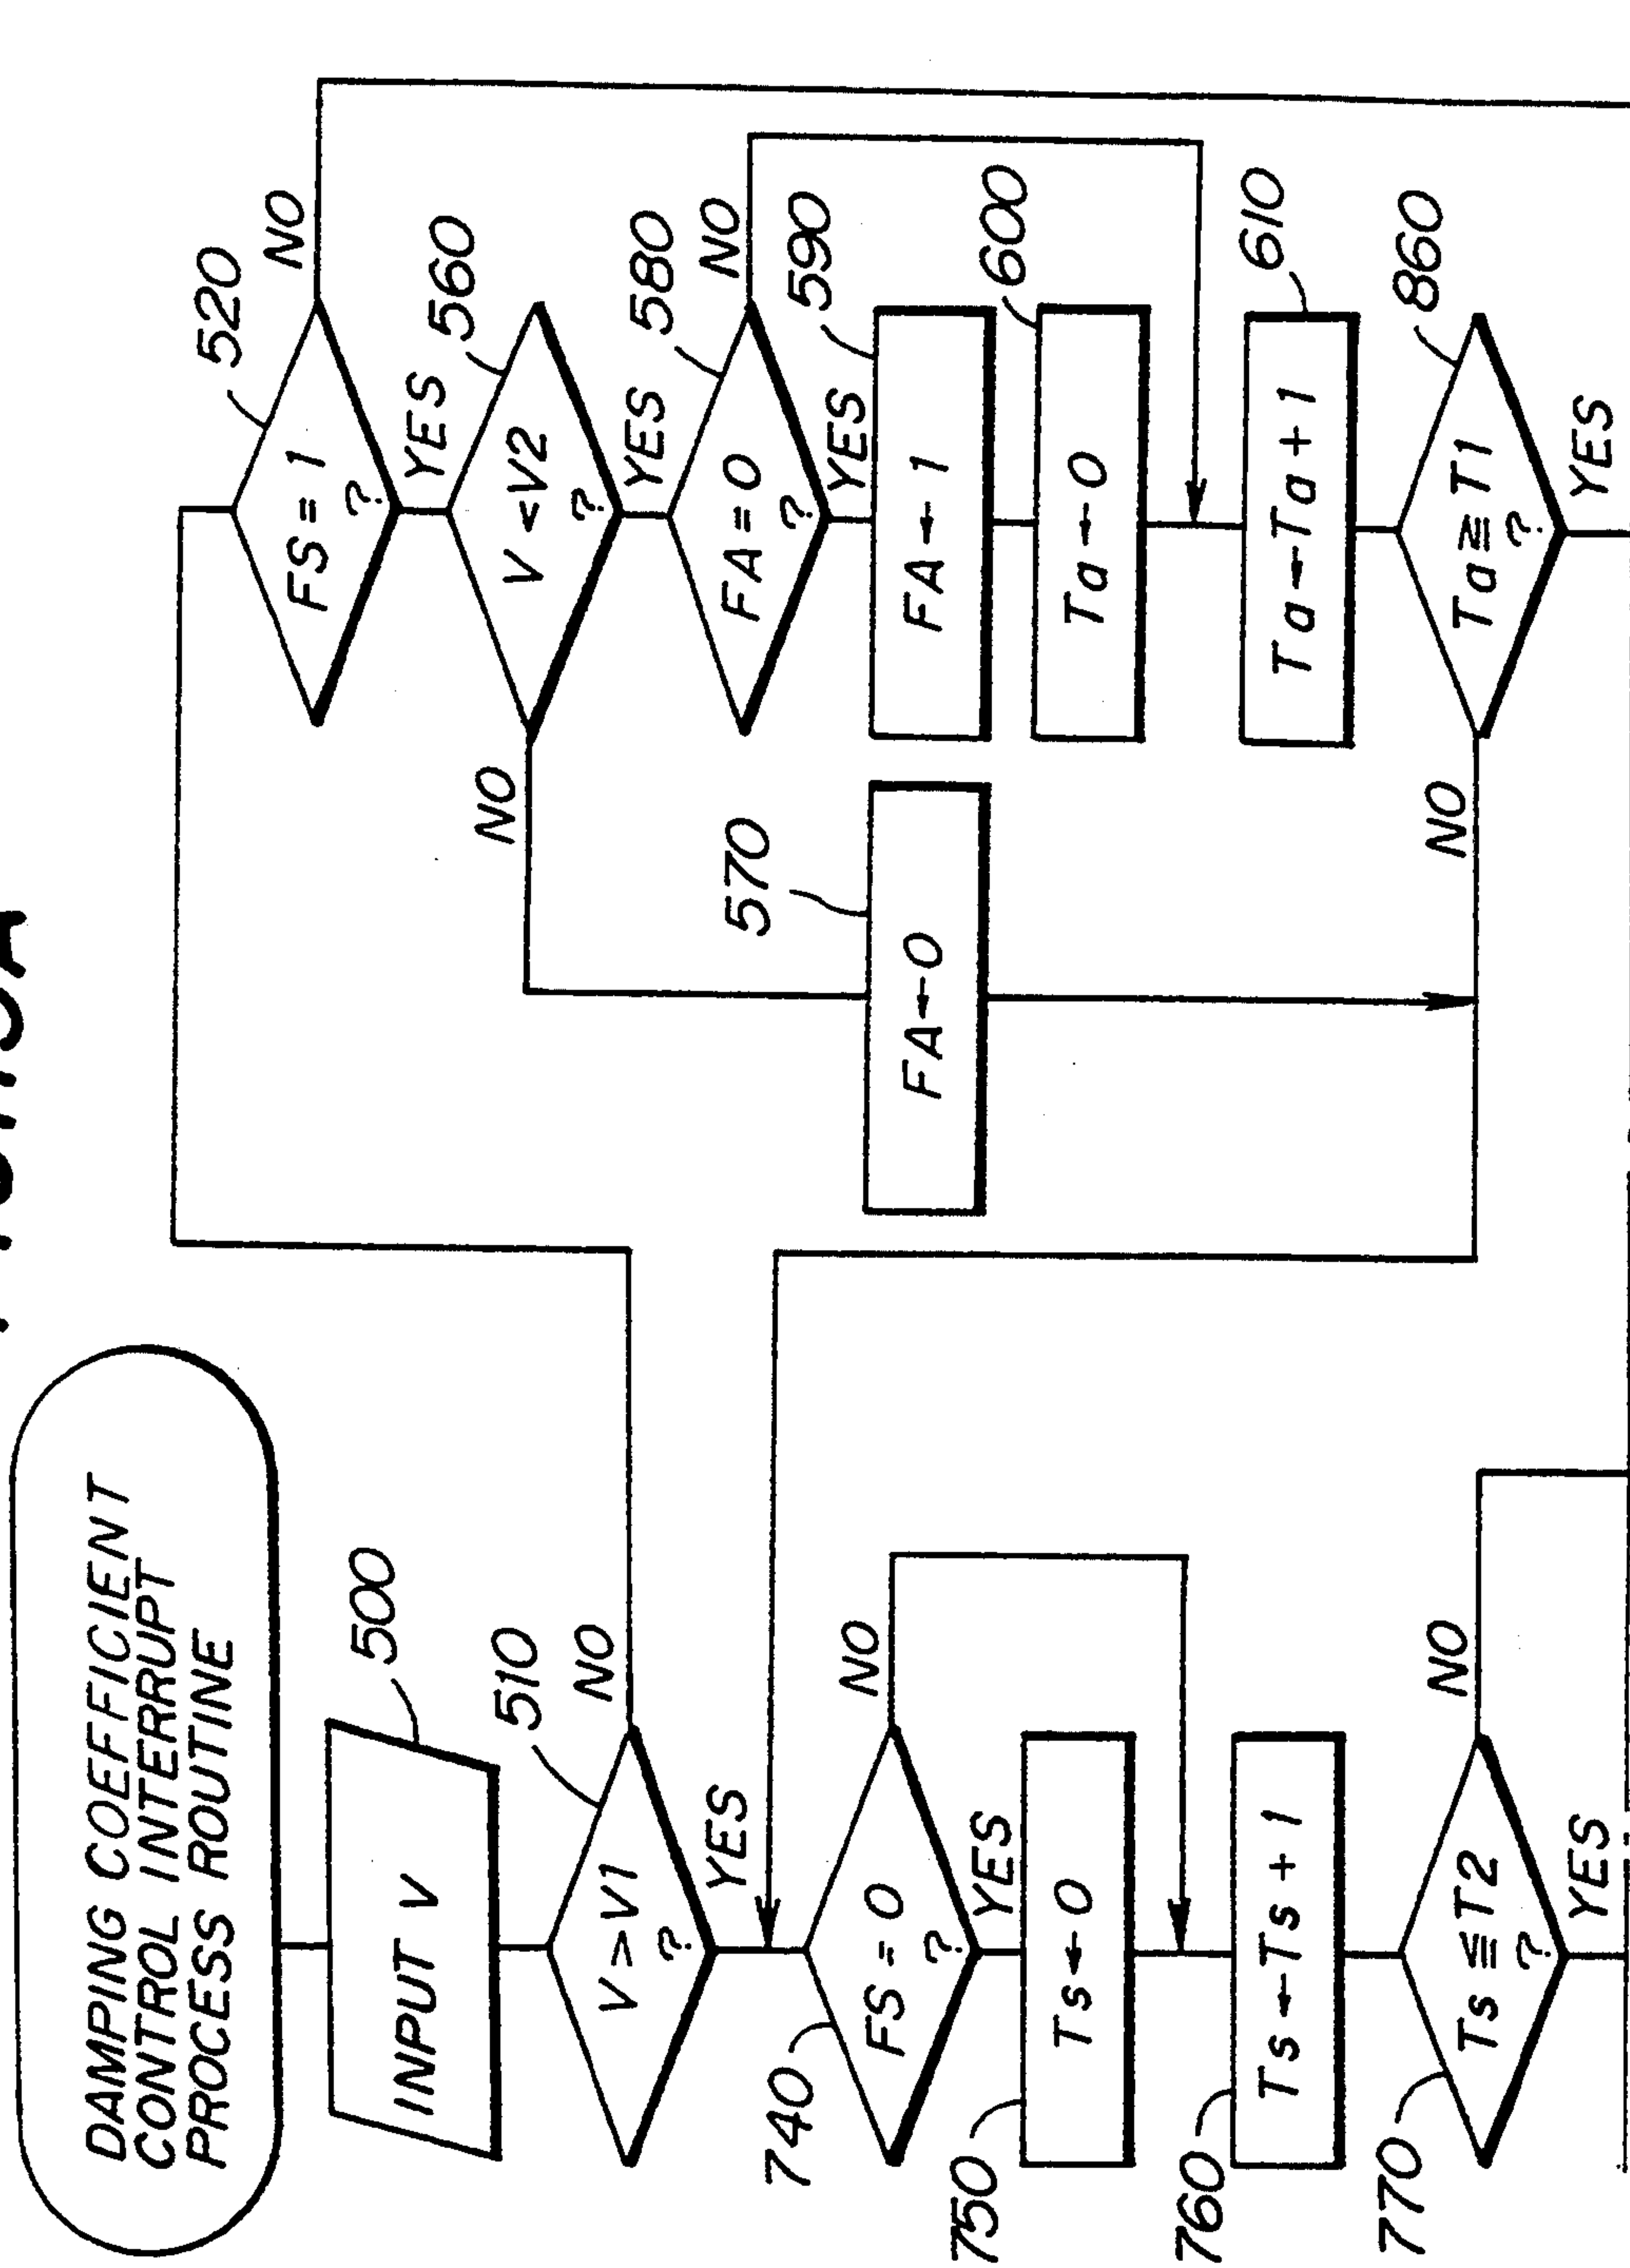 DAMPING COEFFICIENT
CONTROL INTERRUPT
PROCESS ROUTINE
500
INPUT V
510
V > V1
?
NO
YES
740
FS = 0
?
NO
YES
750
Ts ← 0
760
Ts ← Ts + 1
770
Ts ≦ T2
?
NO
YES
520
FS = 1
?
NO
YES
560
V < V2
?
NO
YES
570
FA ← 0
580
FA = 0
?
NO
YES
590
FA ← 1
600
Ta ← 0
610
Ta ← Ta + 1
860
Ta ≧ T1
?
NO
YES